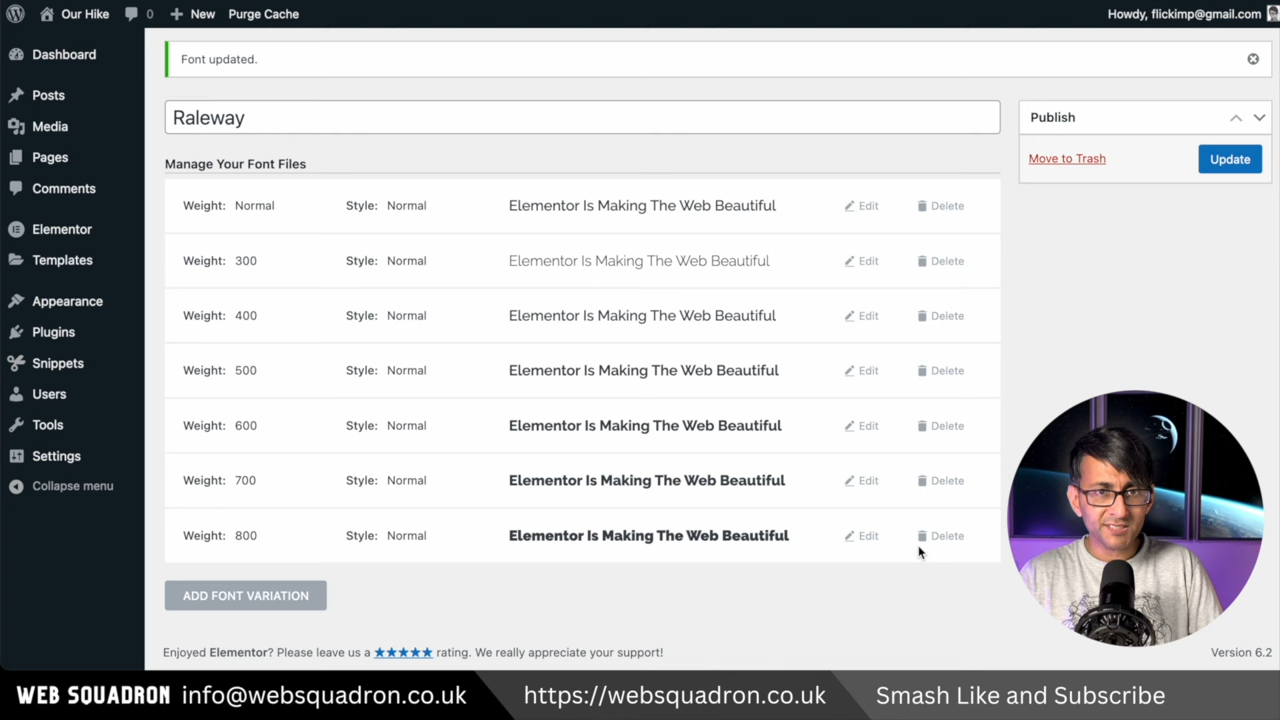 Our Hike 0 New Purge Cache Howdy, flickimp@gmail.com
Dashboard
Posts
Media
Pages
Comments
Elementor
Templates
Appearance
Plugins
Snippets
Users
Tools
Settings
Collapse menu
Font updated.
Raleway
Manage Your Font Files
Weight: Normal Style: Normal Elementor Is Making The Web Beautiful Edit Delete
Weight: 300 Style: Normal Elementor Is Making The Web Beautiful Edit Delete
Weight: 400 Style: Normal Elementor Is Making The Web Beautiful Edit Delete
Weight: 500 Style: Normal Elementor Is Making The Web Beautiful Edit Delete
Weight: 600 Style: Normal Elementor Is Making The Web Beautiful Edit Delete
Weight: 700 Style: Normal Elementor Is Making The Web Beautiful Edit Delete
Weight: 800 Style: Normal Elementor Is Making The Web Beautiful Edit Delete
ADD FONT VARIATION
Publish
Move to Trash Update
Enjoyed Elementor? Please leave us a ★★★★★ rating. We really appreciate your support! Version 6.2
WEB SQUADRON info@websquadron.co.uk https://websquadron.co.uk Smash Like and Subscribe